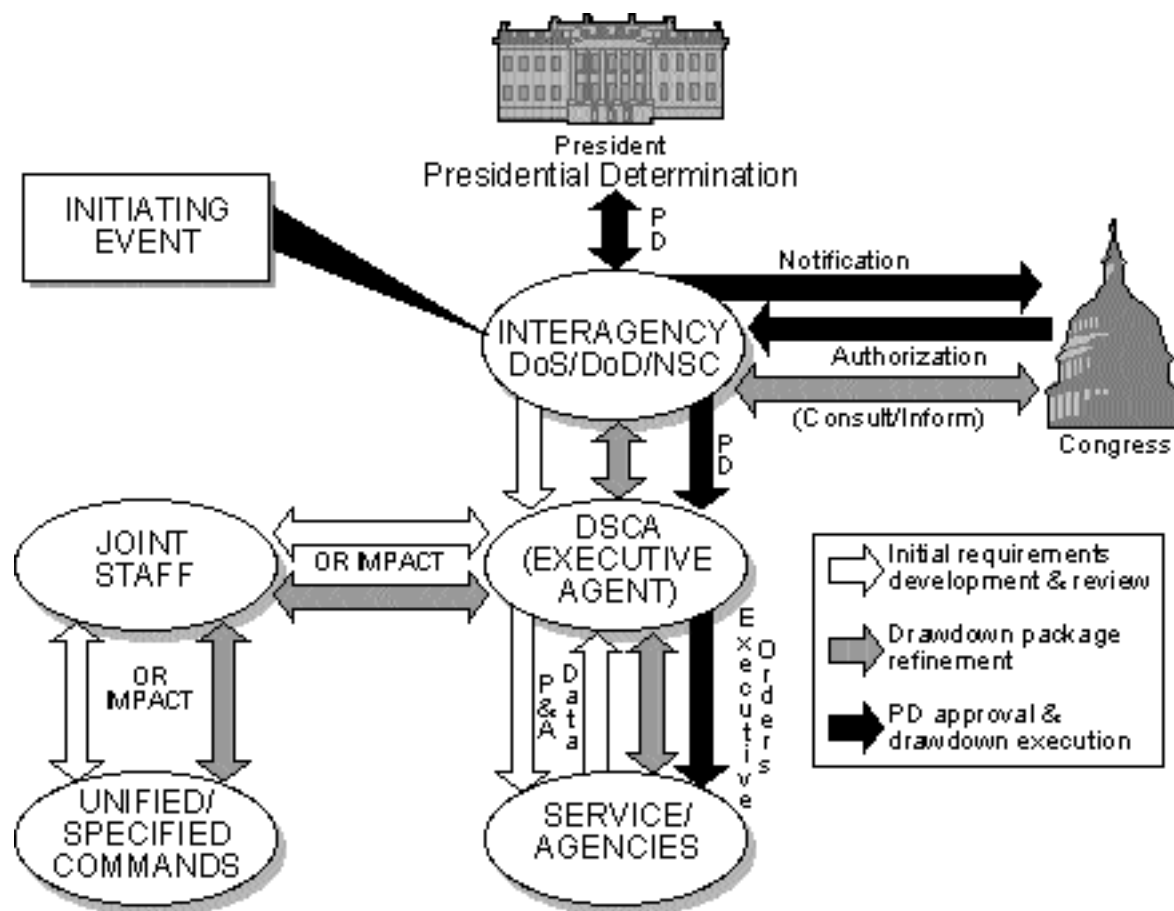 President
Presidential Determination
INITIATING
EVENT
PD
Notification
INTERAGENCY
DoS/DoD/NSC
Authorization
(Consult/Inform)
Congress
PD
JOINT
STAFF
OR IMPACT
DSCA
(EXECUTIVE
AGENT)
Initial requirements
development & review
Drawdown package
refinement
PD approval &
drawdown execution
OR
IMPACT
P&A
Data
Executive
Orders
UNIFIED/
SPECIFIED
COMMANDS
SERVICE/
AGENCIES